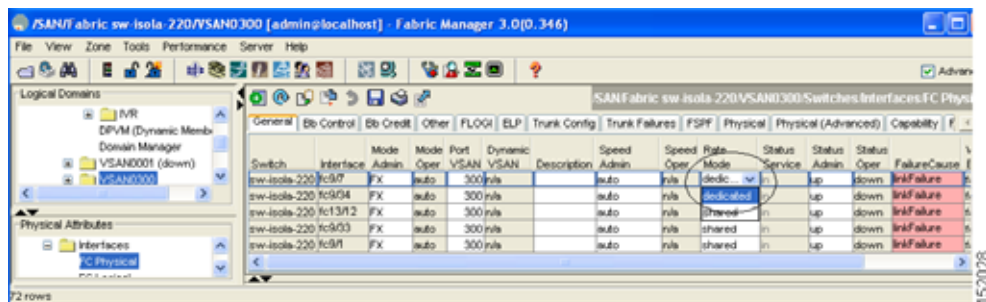 /SAN/Fabric sw-isola-220/VSAN0300 [admin@localhost] - Fabric Manager 3.0(0.346)
File View Zone Tools Performance Server Help
Advan
Logical Domains
/SAN/Fabric sw-isola-220/VSAN0300/Switches/Interfaces/FC Physi
IVR
DPVM (Dynamic Membe
Domain Manager
VSAN0001 (down)
VSAN0300
General Bb Control Bb Credit Other FLOGI ELP Trunk Config Trunk Failures FSPF Physical Physical (Advanced) Capability F
Switch Interface Mode Admin Mode Oper Port VSAN Dynamic VSAN Description Speed Admin Speed Oper Rate Mode Status Service Status Admin Status Oper FailureCause
sw-isola-220 fc9/7 FX auto 300 n/a auto n/a dedic... in up down linkFailure
sw-isola-220 fc9/34 FX auto 300 n/a auto n/a dedicated in up down linkFailure
sw-isola-220 fc13/12 FX auto 300 n/a auto n/a shared in up down linkFailure
sw-isola-220 fc9/33 FX auto 300 n/a auto n/a shared in up down linkFailure
sw-isola-220 fc9/1 FX auto 300 n/a auto n/a shared in up down linkFailure
Physical Attributes
Interfaces
FC Physical
72 rows
152028